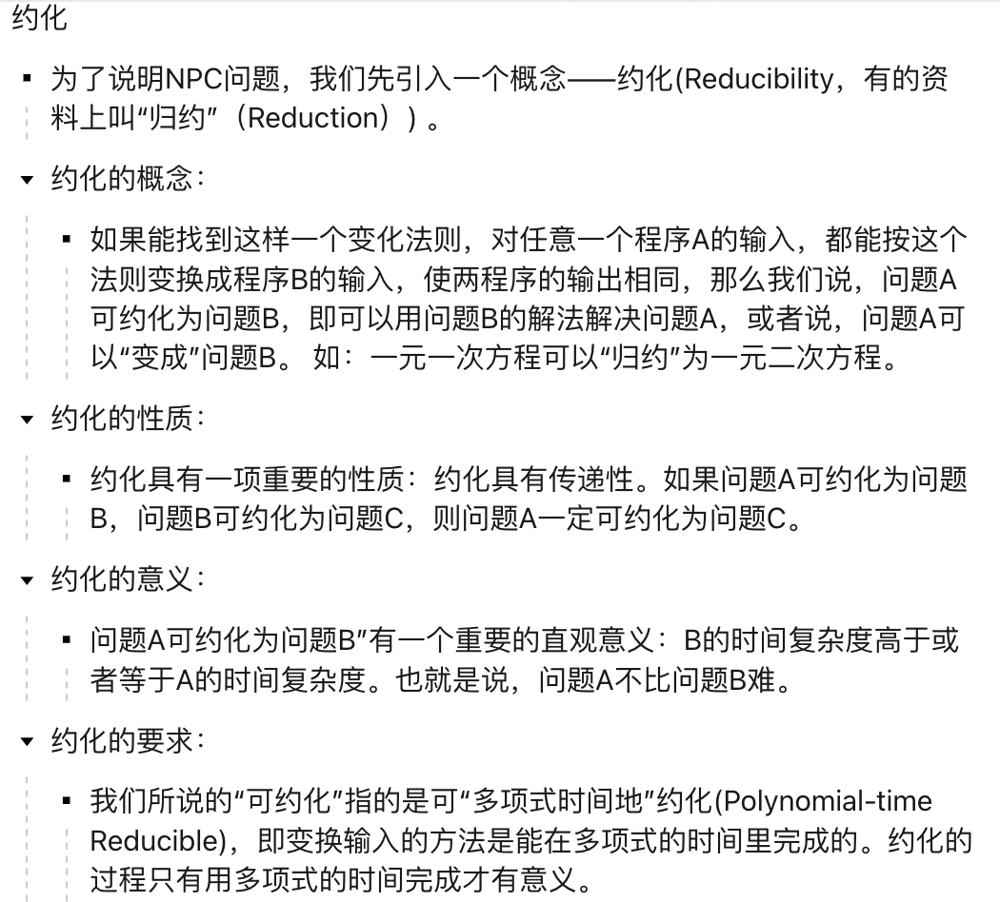 约化
为了说明NPC问题，我们先引入一个概念——约化(Reducibility，有的资
料上叫“归约”（Reduction）) 。
约化的概念：
如果能找到这样一个变化法则，对任意一个程序A的输入，都能按这个
法则变换成程序B的输入，使两程序的输出相同，那么我们说，问题A
可约化为问题B，即可以用问题B的解法解决问题A，或者说，问题A可
以“变成”问题B。 如：一元一次方程可以“归约”为一元二次方程。
约化的性质：
约化具有一项重要的性质：约化具有传递性。如果问题A可约化为问题
B，问题B可约化为问题C，则问题A一定可约化为问题C。
约化的意义：
问题A可约化为问题B”有一个重要的直观意义：B的时间复杂度高于或
者等于A的时间复杂度。也就是说，问题A不比问题B难。
约化的要求：
我们所说的“可约化”指的是可“多项式时间地”约化(Polynomial-time
Reducible)，即变换输入的方法是能在多项式的时间里完成的。约化的
过程只有用多项式的时间完成才有意义。